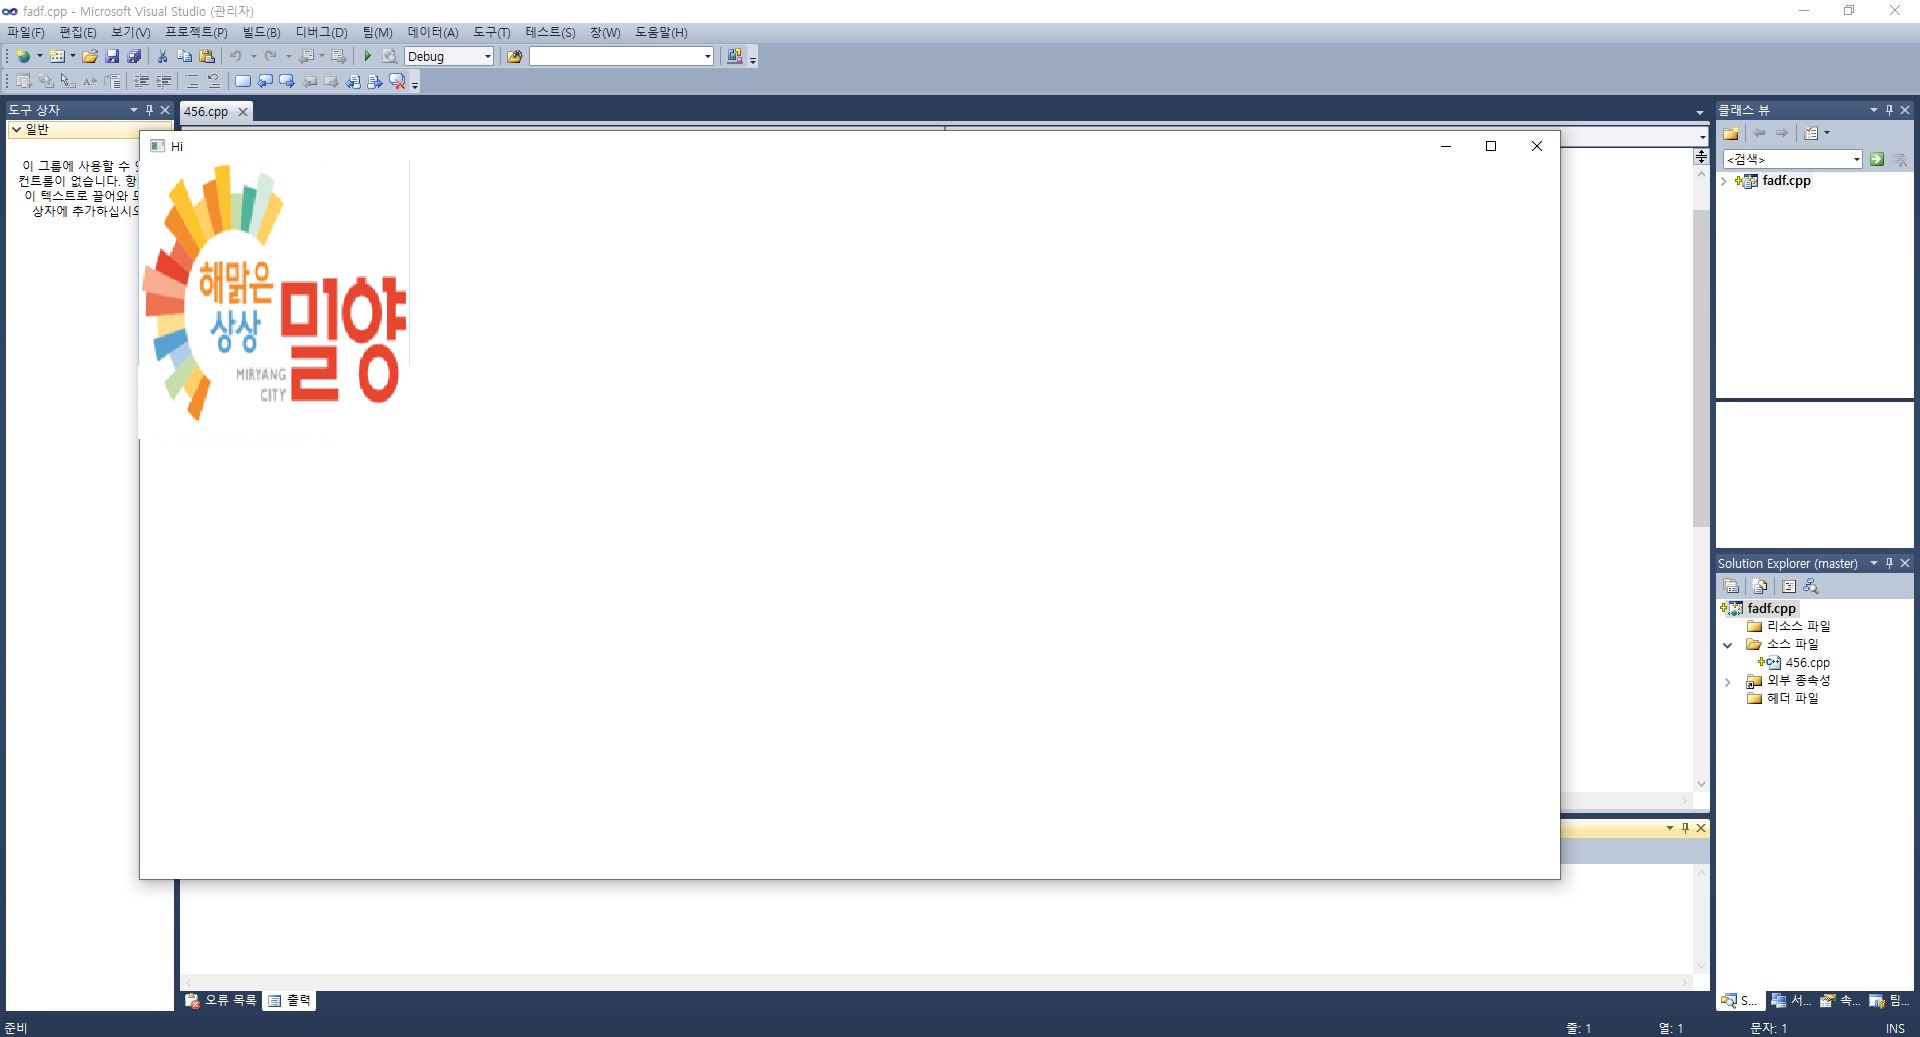 fadf.cpp - Microsoft Visual Studio (관리자)
파일(F) 편집(E) 보기(V) 프로젝트(P) 빌드(B) 디버그(D) 팀(M) 데이터(A) 도구(T) 테스트(S) 창(W) 도움말(H)
Debug
도구 상자
456.cpp
클래스 뷰
일반
Hi
이 그룹에 사용할 수
컨트롤이 없습니다. 항
이 텍스트로 끌어와 도
상자에 추가하십시오
<검색>
fadf.cpp
해맑은
상상
밀양
MIRYANG
CITY
Solution Explorer (master)
fadf.cpp
리소스 파일
소스 파일
456.cpp
외부 종속성
헤더 파일
오류 목록 출력
S... 서... 속... 팀...
준비 줄: 1 열: 1 문자: 1 INS